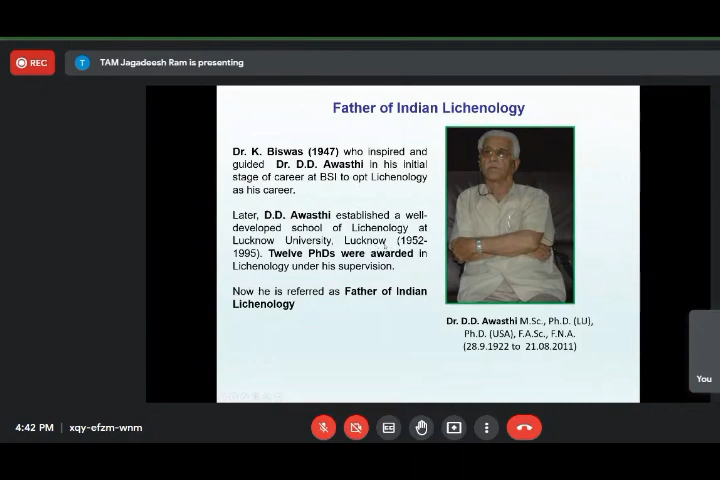 REC
T
TAM Jagadeesh Ram is presenting
Father of Indian Lichenology
Dr. K. Biswas (1947) who inspired and
guided Dr. D.D. Awasthi in his initial
stage of career at BSI to opt Lichenology
as his career.
Later, D.D. Awasthi established a well-
developed school of Lichenology at
Lucknow University, Lucknow (1952-
1995). Twelve PhDs were awarded in
Lichenology under his supervision.
Now he is referred as Father of Indian
Lichenology
Dr. D.D. Awasthi M.Sc., Ph.D. (LU),
Ph.D. (USA), F.A.Sc., F.N.A.
(28.9.1922 to 21.08.2011)
You
4:42 PM | xqy-efzm-wnm
CC